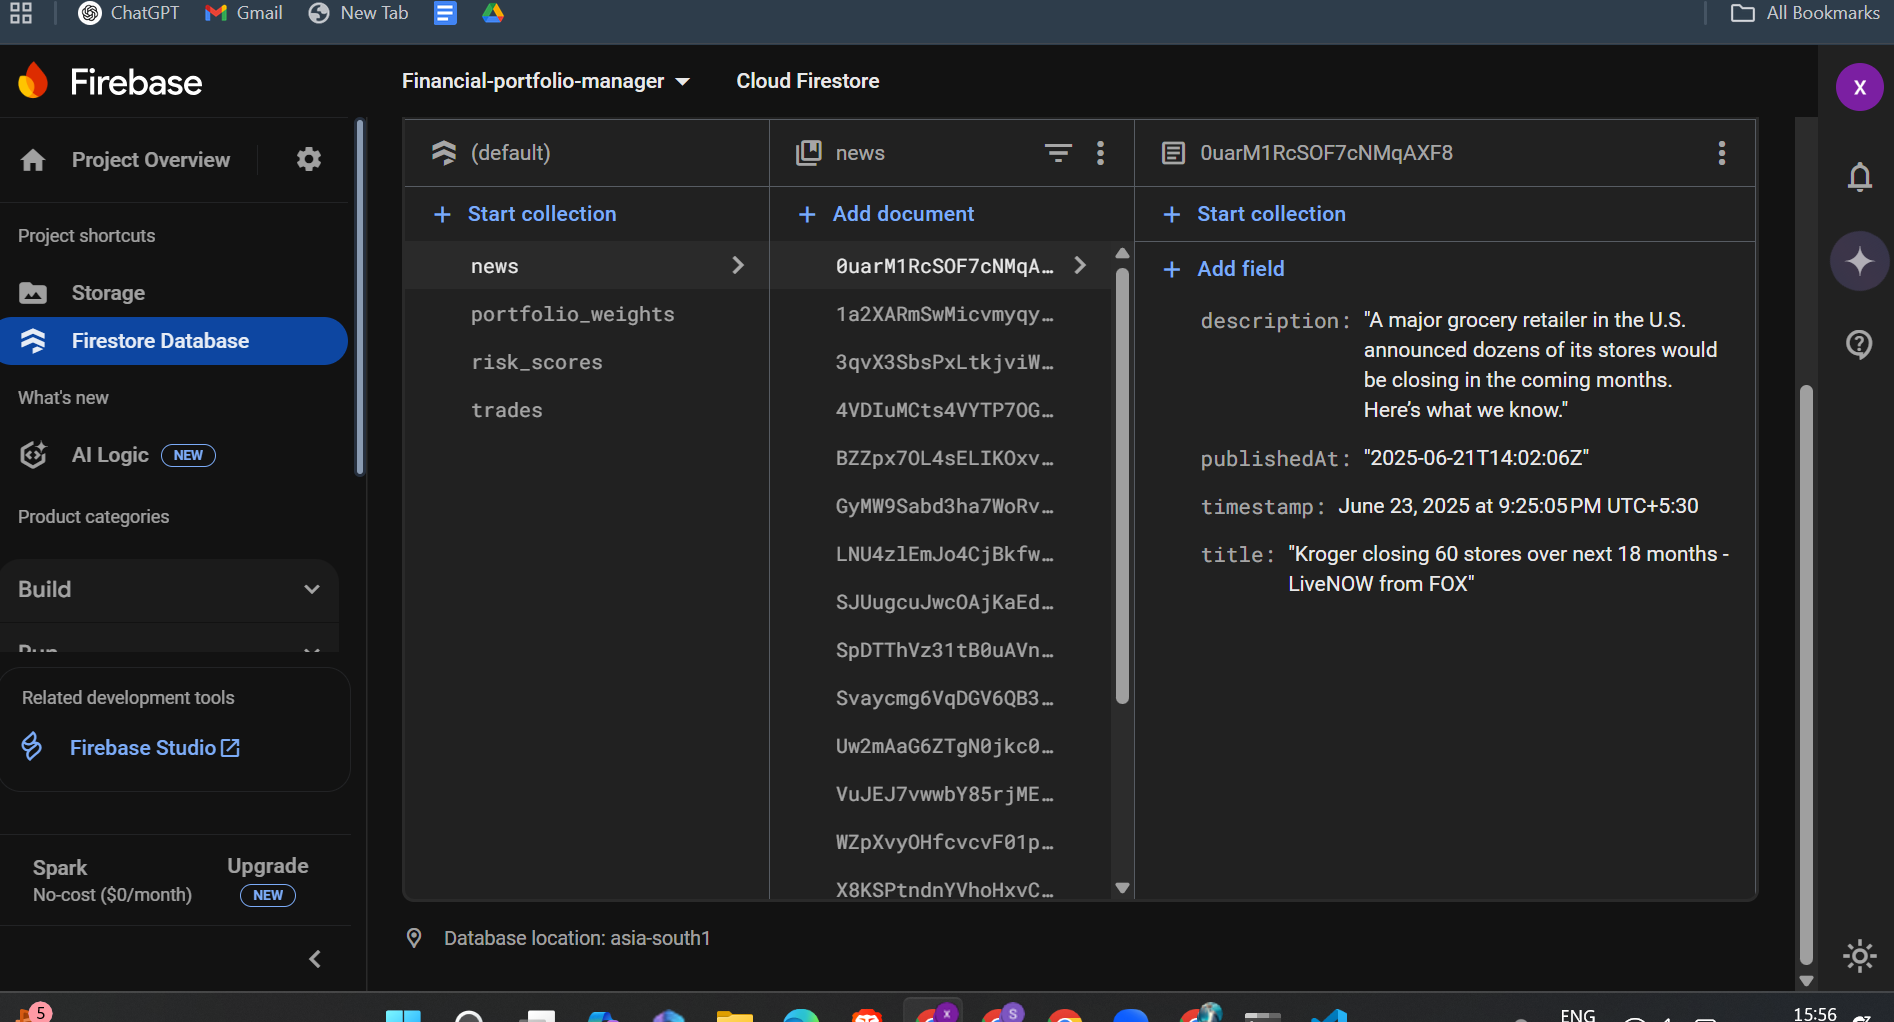 ChatGPT
Gmail
New Tab
All Bookmarks
Firebase
Financial-portfolio-manager
Cloud Firestore
X
Project Overview
Project shortcuts
Storage
Firestore Database
What's new
AI Logic
NEW
Product categories
Build
Run
Related development tools
Firebase Studio
Spark
No-cost ($0/month)
Upgrade
NEW
(default)
Start collection
news
portfolio_weights
risk_scores
trades
news
Add document
0uarM1RcSOF7cNMqA…
1a2XARmSwMicvmyqy…
3qvX3SbsPxLtkjviW…
4VDIuMCts4VYTP7OG…
BZZpx7OL4sELIKOxv…
GyMW9Sabd3ha7WoRv…
LNU4zlEmJo4CjBkfw…
SJUugcuJwcOAjKaEd…
SpDTThVz31tB0uAVn…
Svaycmg6VqDGV6QB3…
Uw2mAaG6ZTgN0jkc0…
VuJEJ7vwwbY85rjME…
WZpXvyOHfcvcvF01p…
X8KSPtndnYVhoHxvC…
0uarM1RcSOF7cNMqAXF8
Start collection
Add field
description: "A major grocery retailer in the U.S.
announced dozens of its stores would
be closing in the coming months.
Here’s what we know."
publishedAt: "2025-06-21T14:02:06Z"
timestamp: June 23, 2025 at 9:25:05 PM UTC+5:30
title: "Kroger closing 60 stores over next 18 months -
LiveNOW from FOX"
Database location: asia-south1
5
x
S
ENG
15:56